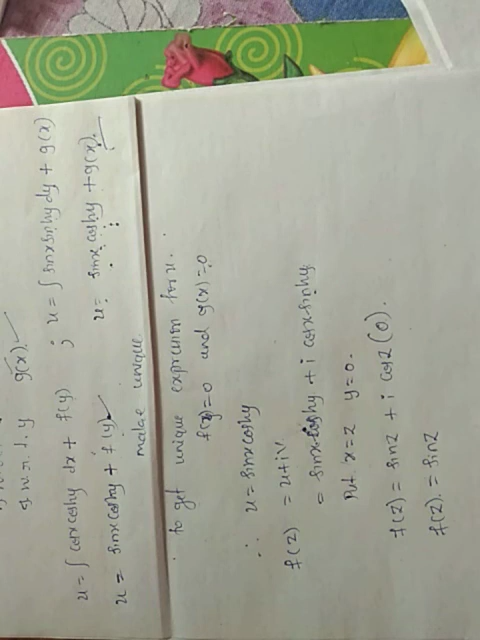 d w.r.t. y g(x).
u = ∫ cosx coshy dx + f(y) ; u = ∫ sinx sinhy dy + g(x)
u = sinx coshy + f(y) u = sinx coshy + g(x).
make unique
to get unique expression for u.
f(y)=0 and g(x)=0
∴ u = sinx coshy
f(z) = u+iv
= sinx coshy + i cosx sinhy
Put x=z y=0.
f(z) = sinz + i cosz (0).
f(z) = sinz